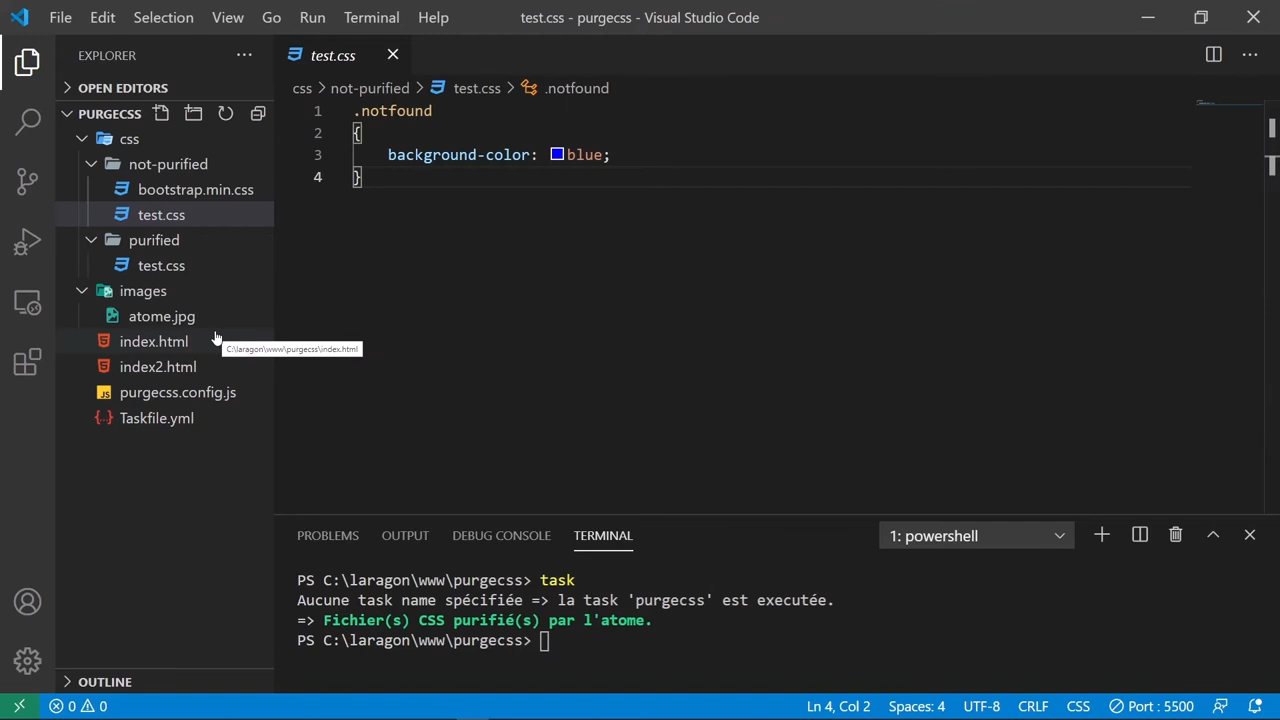 File Edit Selection View Go Run Terminal Help test.css - purgecss - Visual Studio Code
EXPLORER
OPEN EDITORS
PURGECSS
css
not-purified
bootstrap.min.css
test.css
purified
test.css
images
atome.jpg
index.html
index2.html
purgecss.config.js
Taskfile.yml
OUTLINE
C:\laragon\www\purgecss\index.html
test.css
css > not-purified > test.css > .notfound
1 .notfound
2 {
3 background-color: blue;
4 }
PROBLEMS OUTPUT DEBUG CONSOLE TERMINAL 1: powershell
PS C:\laragon\www\purgecss> task
Aucune task name spécifiée => la task 'purgecss' est executée.
=> Fichier(s) CSS purifié(s) par l'atome.
PS C:\laragon\www\purgecss>
0 0 Ln 4, Col 2 Spaces: 4 UTF-8 CRLF CSS Port : 5500